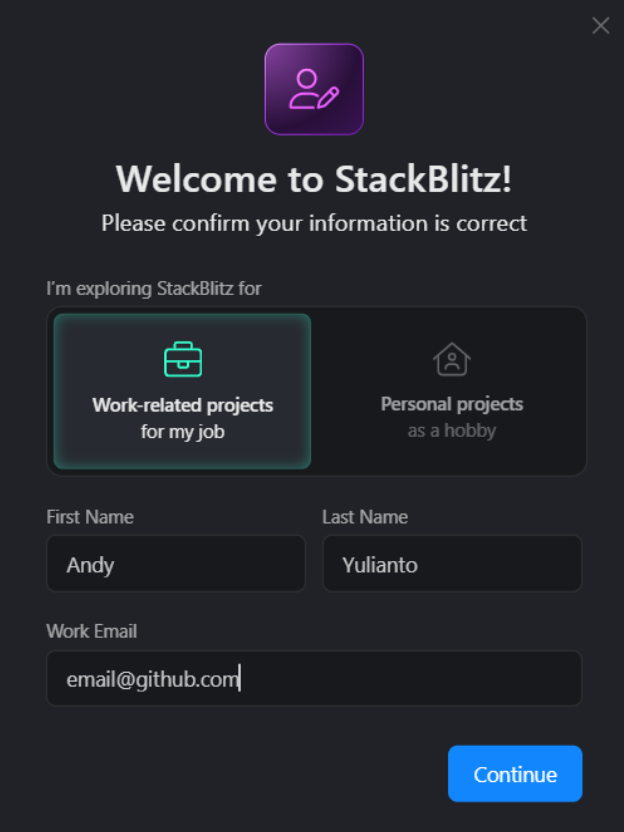 Welcome to StackBlitz!
Please confirm your information is correct
I'm exploring StackBlitz for
Work-related projects
for my job
Personal projects
as a hobby
First Name
Last Name
Andy
Yulianto
Work Email
email@github.com
Continue